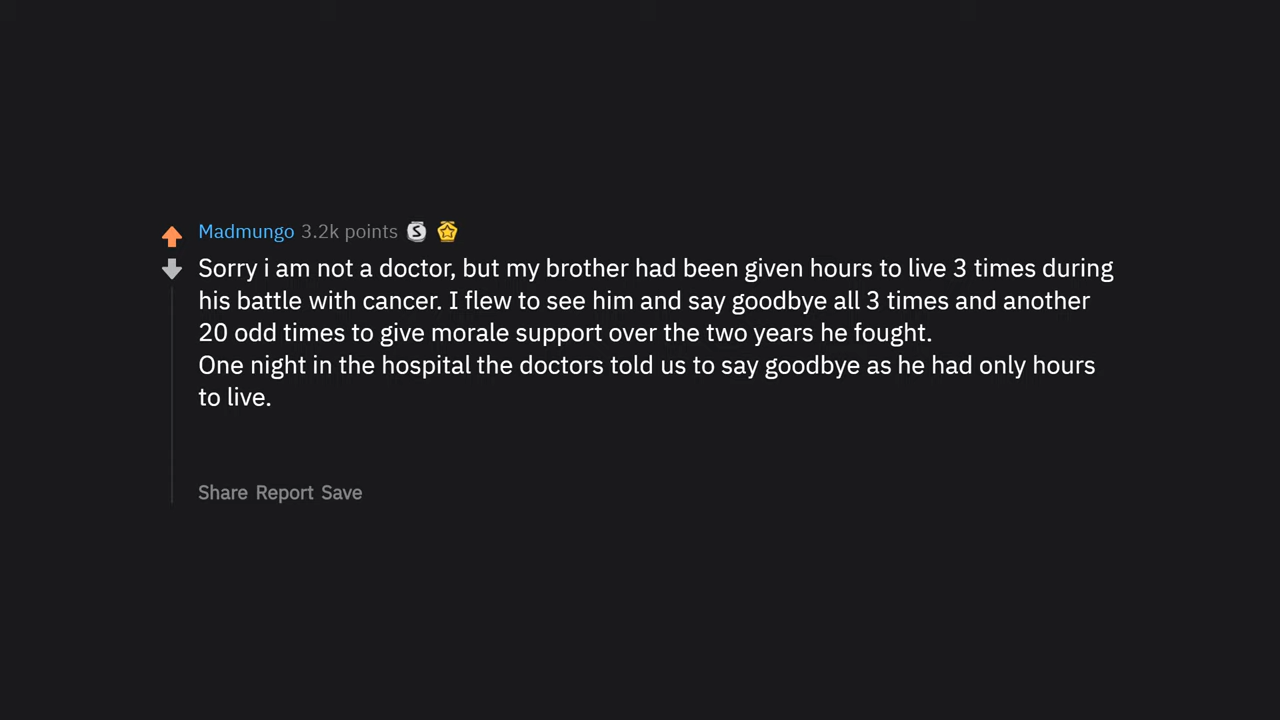 Madmungo 3.2k points S
Sorry i am not a doctor, but my brother had been given hours to live 3 times during
his battle with cancer. I flew to see him and say goodbye all 3 times and another
20 odd times to give morale support over the two years he fought.
One night in the hospital the doctors told us to say goodbye as he had only hours
to live.
Share Report Save